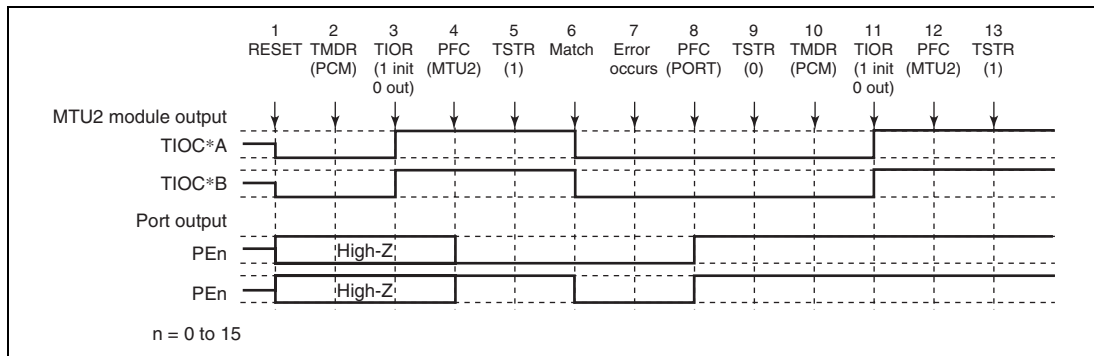 1 2 3 4 5 6 7 8 9 10 11 12 13
RESET TMDR TIOR PFC TSTR Match Error PFC TSTR TMDR TIOR PFC TSTR
(PCM) (1 init (MTU2) (1) occurs (PORT) (0) (PCM) (1 init (MTU2) (1)
0 out) 0 out)
MTU2 module output
TIOC*A
TIOC*B
Port output
PEn High-Z
PEn High-Z
n = 0 to 15